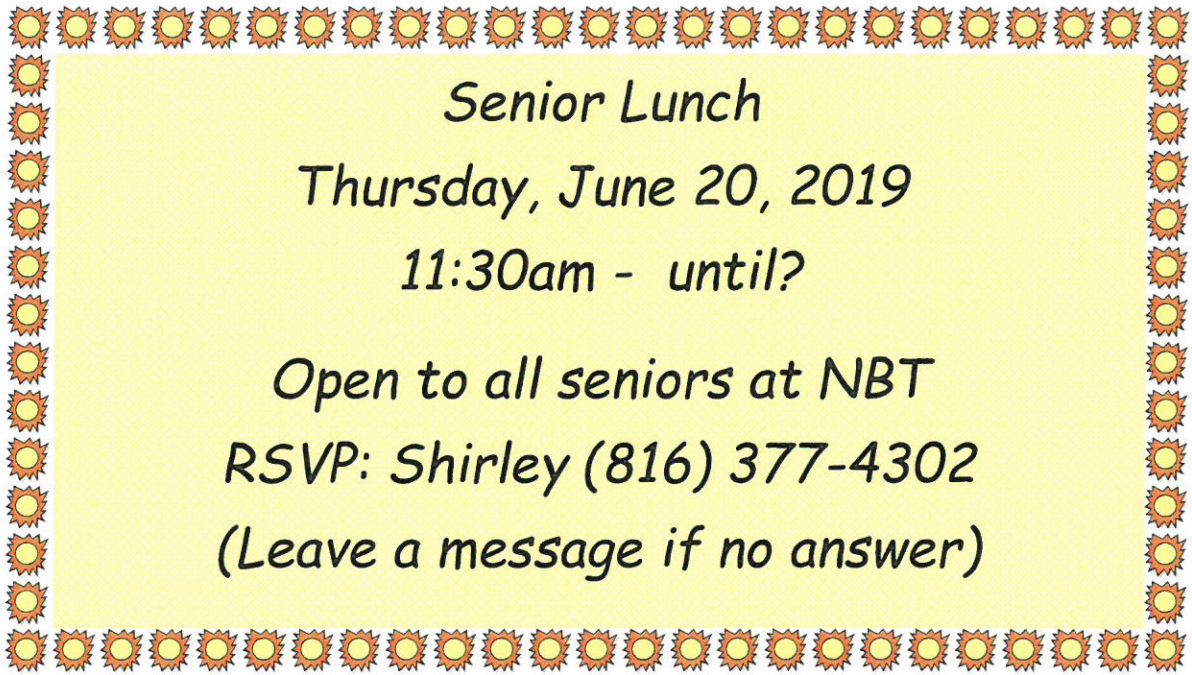 Senior Lunch
Thursday, June 20, 2019
11:30am - until?
Open to all seniors at NBT
RSVP: Shirley (816) 377-4302
(Leave a message if no answer)